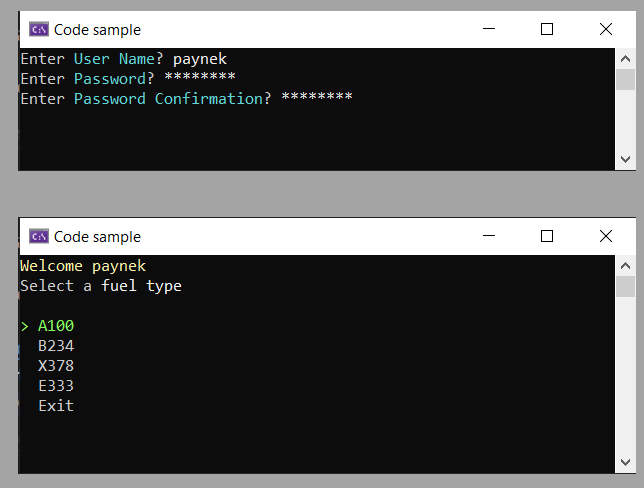 Code sample
Enter User Name? paynek
Enter Password? ********
Enter Password Confirmation? ********
Code sample
Welcome paynek
Select a fuel type
> A100
B234
X378
E333
Exit